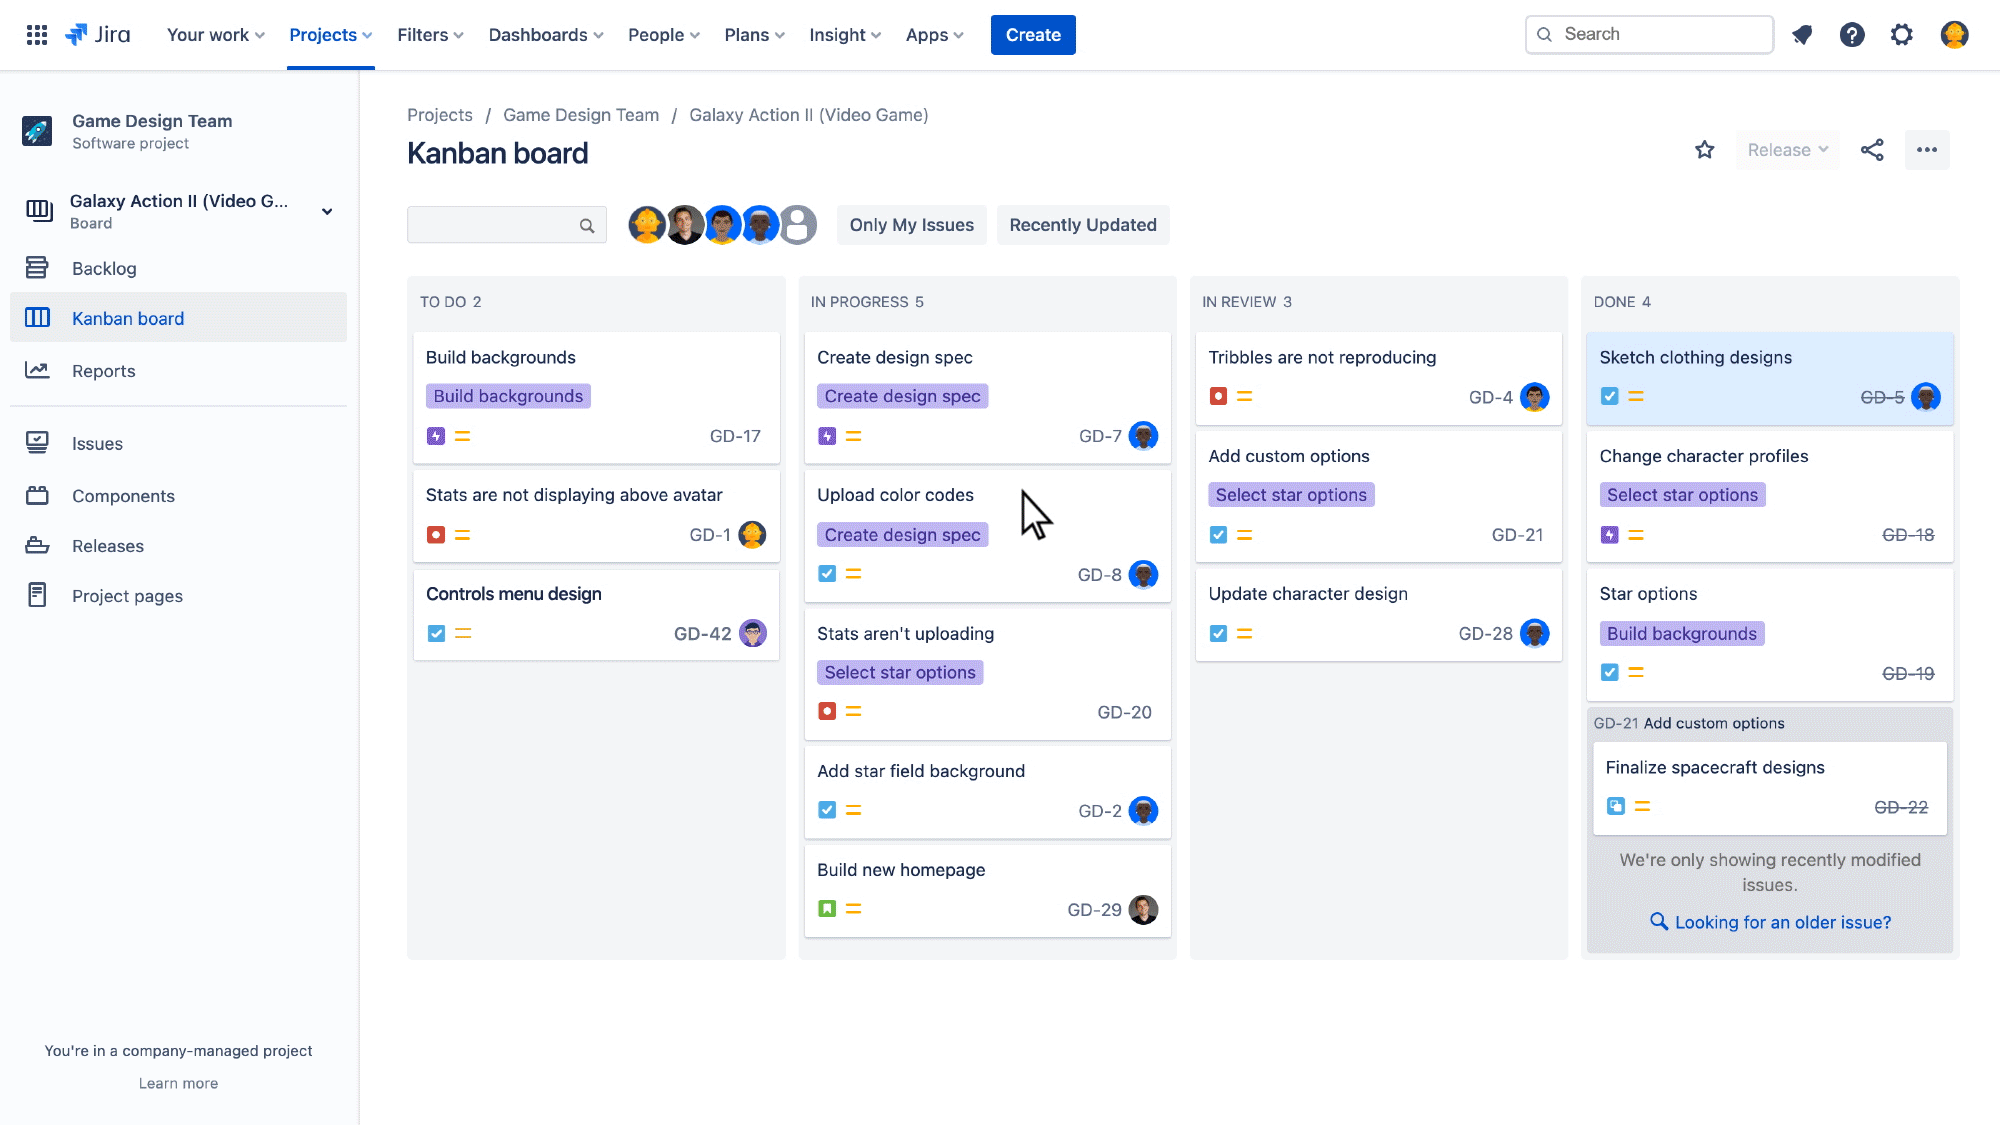 Jira
Your work
Projects
Filters
Dashboards
People
Plans
Insight
Apps
Create
Search
Game Design Team
Software project
Galaxy Action II (Video G...
Board
Backlog
Kanban board
Reports
Issues
Components
Releases
Project pages
You're in a company-managed project
Learn more
Projects / Game Design Team / Galaxy Action II (Video Game)
Kanban board
Release
Only My Issues
Recently Updated
TO DO 2
Build backgrounds
Build backgrounds
GD-17
Stats are not displaying above avatar
GD-1
Controls menu design
GD-42
IN PROGRESS 5
Create design spec
Create design spec
GD-7
Upload color codes
Create design spec
GD-8
Stats aren't uploading
Select star options
GD-20
Add star field background
GD-2
Build new homepage
GD-29
IN REVIEW 3
Tribbles are not reproducing
GD-4
Add custom options
Select star options
GD-21
Update character design
GD-28
DONE 4
Sketch clothing designs
GD-5
Change character profiles
Select star options
GD-18
Star options
Build backgrounds
GD-19
GD-21 Add custom options
Finalize spacecraft designs
GD-22
We're only showing recently modified
issues.
Looking for an older issue?